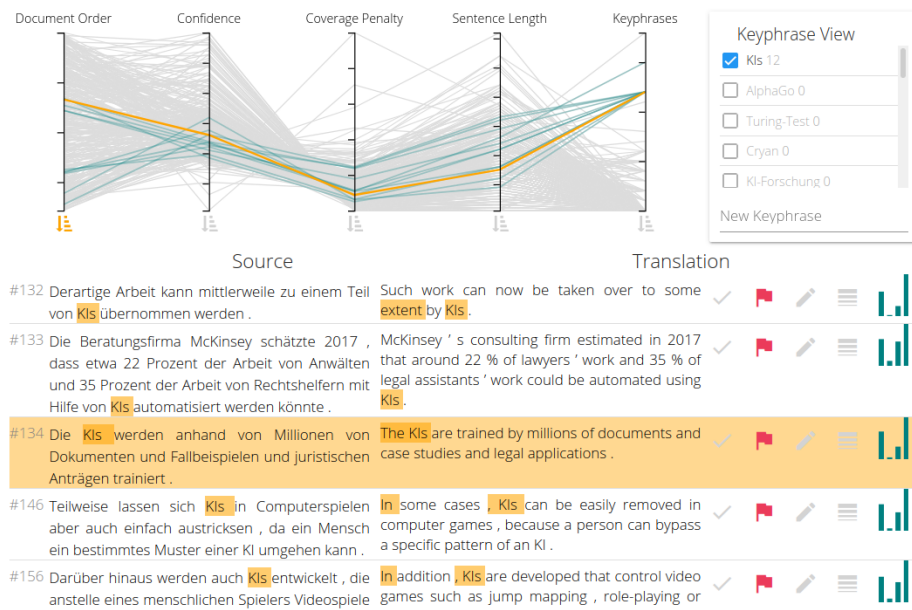 Document Order
Confidence
Coverage Penalty
Sentence Length
Keyphrases
Keyphrase View
KIs 12
AlphaGo 0
Turing-Test 0
Cryan 0
KI-Forschung 0
New Keyphrase
Source
Translation
#132
Derartige Arbeit kann mittlerweile zu einem Teil
von KIs übernommen werden .
Such work can now be taken over to some
extent by KIs .
#133
Die Beratungsfirma McKinsey schätzte 2017 ,
dass etwa 22 Prozent der Arbeit von Anwälten
und 35 Prozent der Arbeit von Rechtshelfern mit
Hilfe von KIs automatisiert werden könnte .
McKinsey ' s consulting firm estimated in 2017
that around 22 % of lawyers ' work and 35 % of
legal assistants ' work could be automated using
KIs .
#134
Die KIs werden anhand von Millionen von
Dokumenten und Fallbeispielen und juristischen
Anträgen trainiert .
The KIs are trained by millions of documents and
case studies and legal applications .
#146
Teilweise lassen sich KIs in Computerspielen
aber auch einfach austricksen , da ein Mensch
ein bestimmtes Muster einer KI umgehen kann .
In some cases , KIs can be easily removed in
computer games , because a person can bypass
a specific pattern of an KI .
#156
Darüber hinaus werden auch KIs entwickelt , die
anstelle eines menschlichen Spielers Videospiele
In addition , KIs are developed that control video
games such as jump mapping , role-playing or